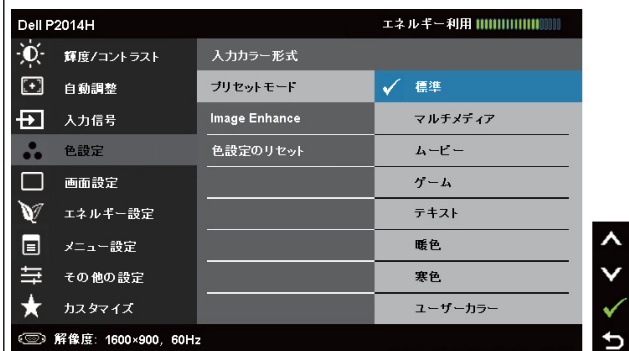 Dell P2014H エネルギー利用
輝度/コントラスト 入力カラー形式
自動調整 プリセットモード 標準
入力信号 Image Enhance マルチメディア
色設定 色設定のリセット ムービー
画面設定 ゲーム
エネルギー設定 テキスト
メニュー設定 暖色
その他の設定 寒色
カスタマイズ ユーザーカラー
解像度: 1600×900, 60Hz